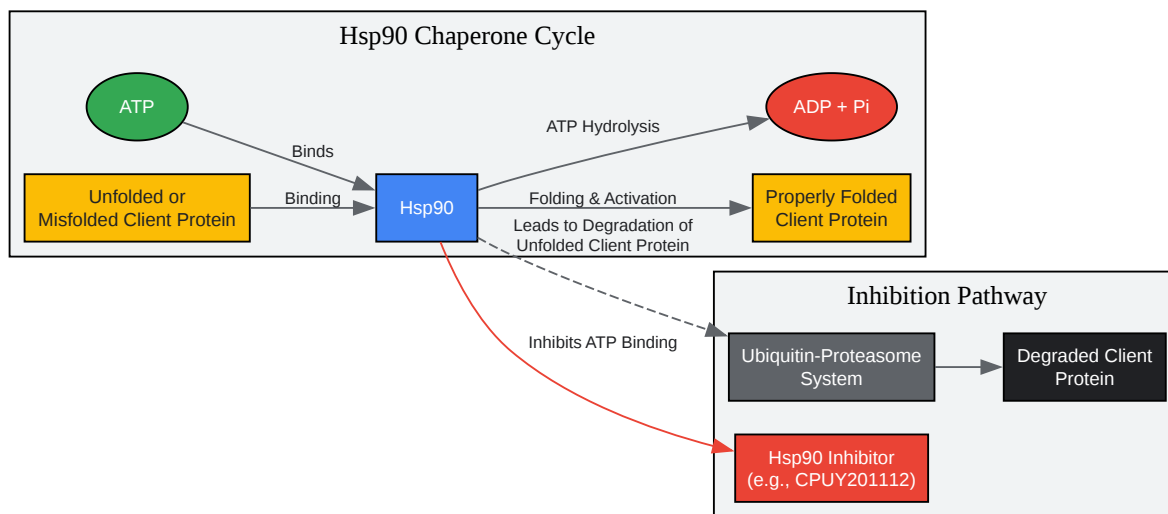 Hsp90 Chaperone Cycle
ATP
ADP + Pi
ATP Hydrolysis
Binds
Unfolded or
Misfolded Client Protein
Binding
Hsp90
Folding & Activation
Properly Folded
Client Protein
Leads to Degradation of
Unfolded Client Protein
Inhibition Pathway
Inhibits ATP Binding
Ubiquitin-Proteasome
System
Degraded Client
Protein
Hsp90 Inhibitor
(e.g., CPUY201112)